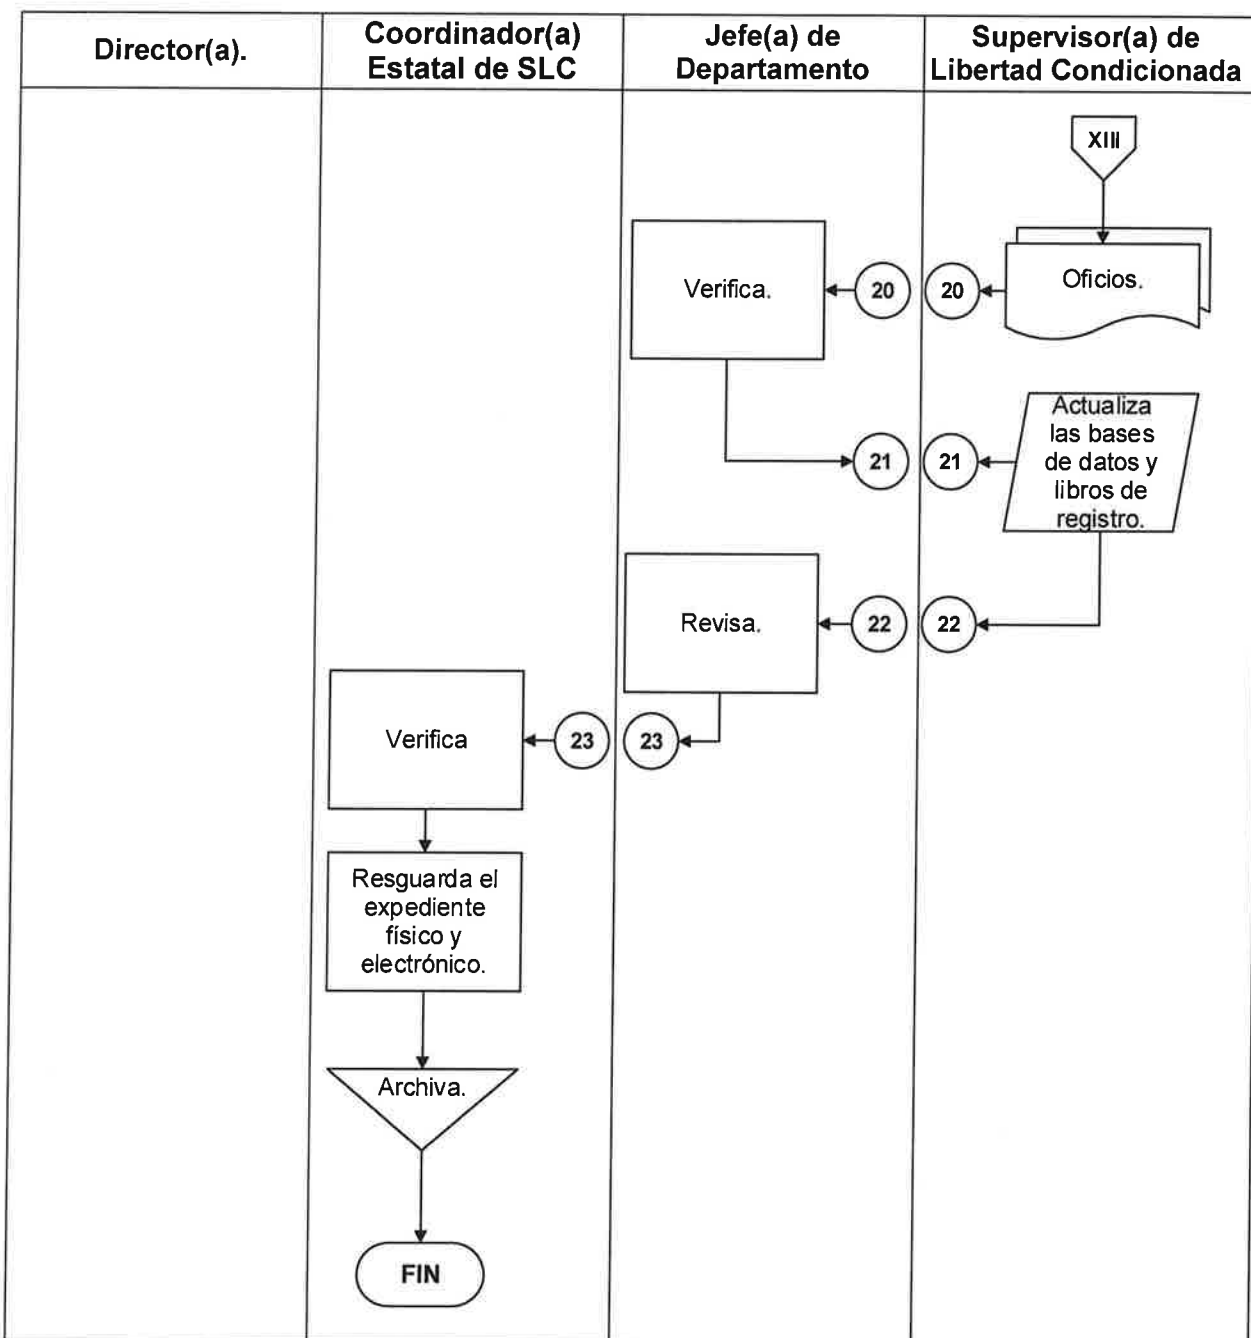 Director(a).
Coordinador(a)
Estatal de SLC
Jefe(a) de
Departamento
Supervisor(a) de
Libertad Condicionada
XIII
Verifica.
20
20
Oficios.
Actualiza
las bases
de datos y
libros de
registro.
21
21
Revisa.
22
22
Verifica
23
23
Resguarda el
expediente
físico y
electrónico.
Archiva.
FIN